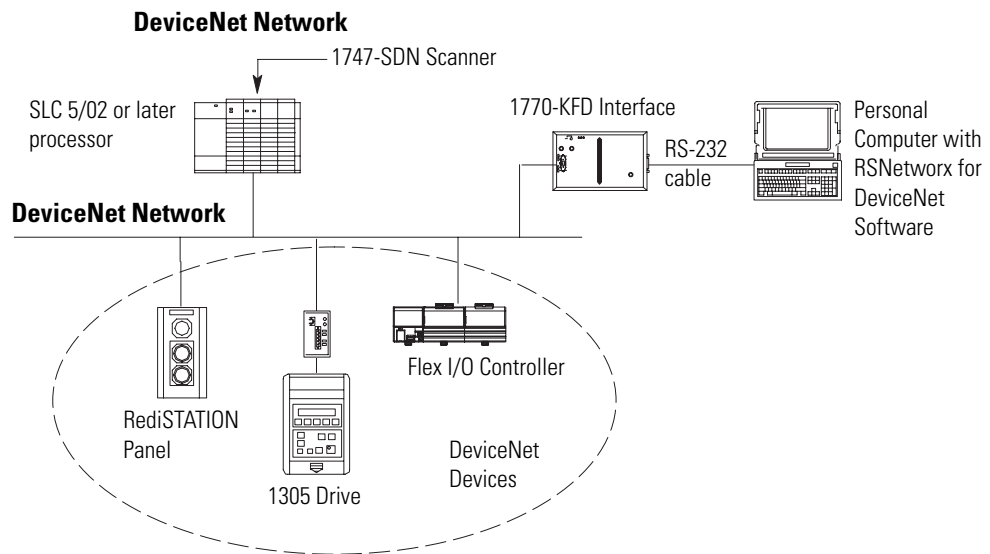 DeviceNet Network
1747-SDN Scanner
SLC 5/02 or later
processor
1770-KFD Interface
RS-232
cable
Personal
Computer with
RSNetworx for
DeviceNet
Software
DeviceNet Network
RediSTATION
Panel
1305 Drive
Flex I/O Controller
DeviceNet
Devices